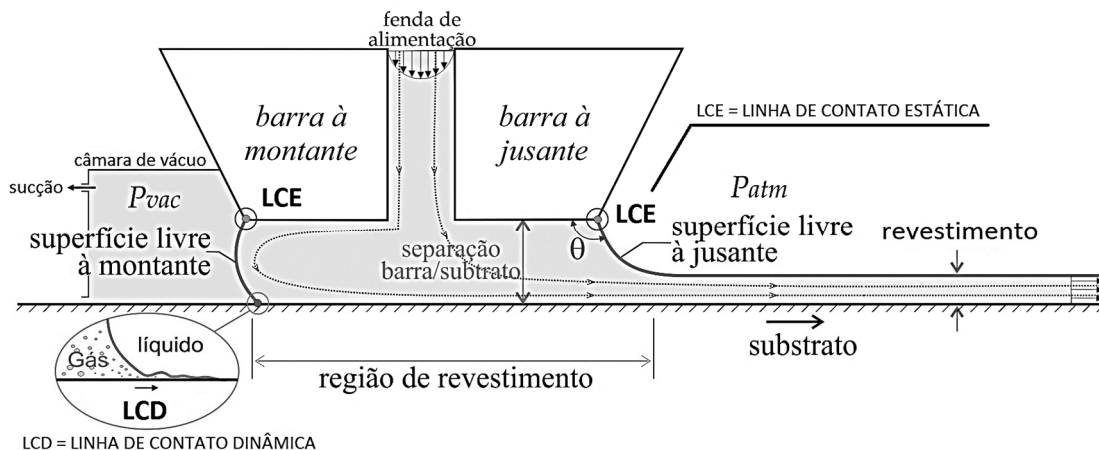 fenda de
alimentação
barra à
montante
barra à
jusante
LCE = LINHA DE CONTATO ESTÁTICA
câmara de vácuo
sucção
Pvac
LCE
LCE
Patm
superfície livre
à montante
separação
barra/subtrato
θ
superfície livre
à jusante
revestimento
substrato
região de revestimento
Gás
líquido
LCD
LCD = LINHA DE CONTATO DINÂMICA